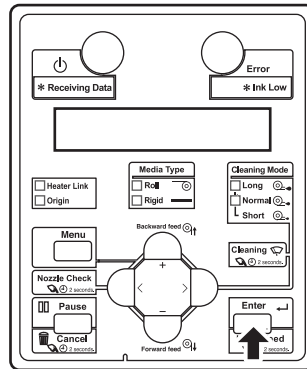 Error
* Receiving Data
* Ink Low
Media Type
Cleaning Mode
Heater Link
Origin
Roll
Rigid
Long
Normal
Short
Menu
Backward feed
Cleaning
2 seconds.
Nozzle Check
2 seconds.
+
< >
−
Pause
Enter
Cancel
2 seconds.
Forward feed